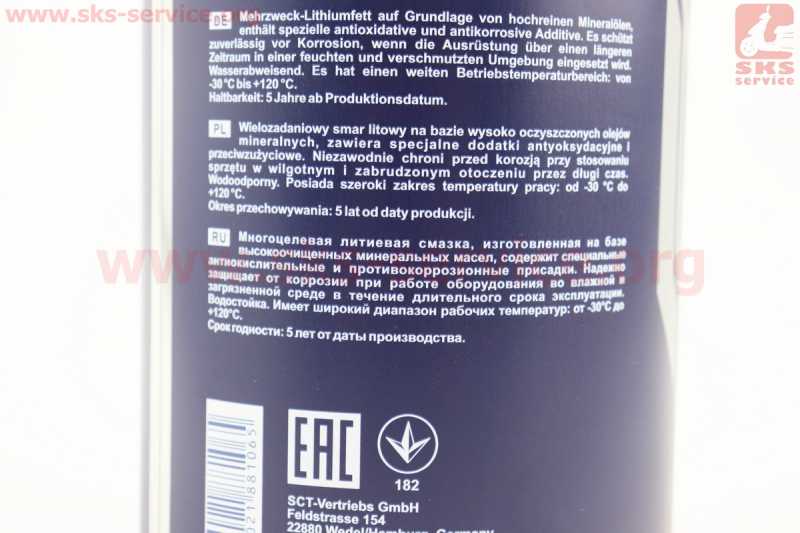 www.sks-service.org
SKS
service
DE Mehrzweck-Lithiumfett auf Grundlage von hochreinen Mineralölen,
enthält spezielle antioxidative und antikorrosive Additive. Es schützt
zuverlässig vor Korrosion, wenn die Ausrüstung über einen längeren
Zeitraum in einer feuchten und verschmutzten Umgebung eingesetzt wird.
Wasserabweisend. Es hat einen weiten Betriebstemperaturbereich: von
-30 °C bis +120 °C.
Haltbarkeit: 5 Jahre ab Produktionsdatum.
PL Wielozadaniowy smar litowy na bazie wysoko oczyszczonych olejów
mineralnych, zawiera specjalne dodatki antyoksydacyjne i
przeciwzużyciowe. Niezawodnie chroni przed korozją przy stosowaniu
sprzętu w wilgotnym i zabrudzonym otoczeniu przez długi czas.
Wodoodporny. Posiada szeroki zakres temperatury pracy: od -30 °C do
+120 °C.
Okres przechowywania: 5 lat od daty produkcji.
RU Многоцелевая литиевая смазка, изготовленная на базе
высокоочищенных минеральных масел, содержит специальные
антиокислительные и противокоррозионные присадки. Надежно
защищает от коррозии при работе оборудования во влажной и
загрязненной среде в течение длительного срока эксплуатации.
Водостойка. Имеет широкий диапазон рабочих температур: от -30°C до
+120°C.
Срок годности: 5 лет от даты производства.
EAC
182
021881065
SCT-Vertriebs GmbH
Feldstrasse 154
22880 Wedel/Hamburg, Germany